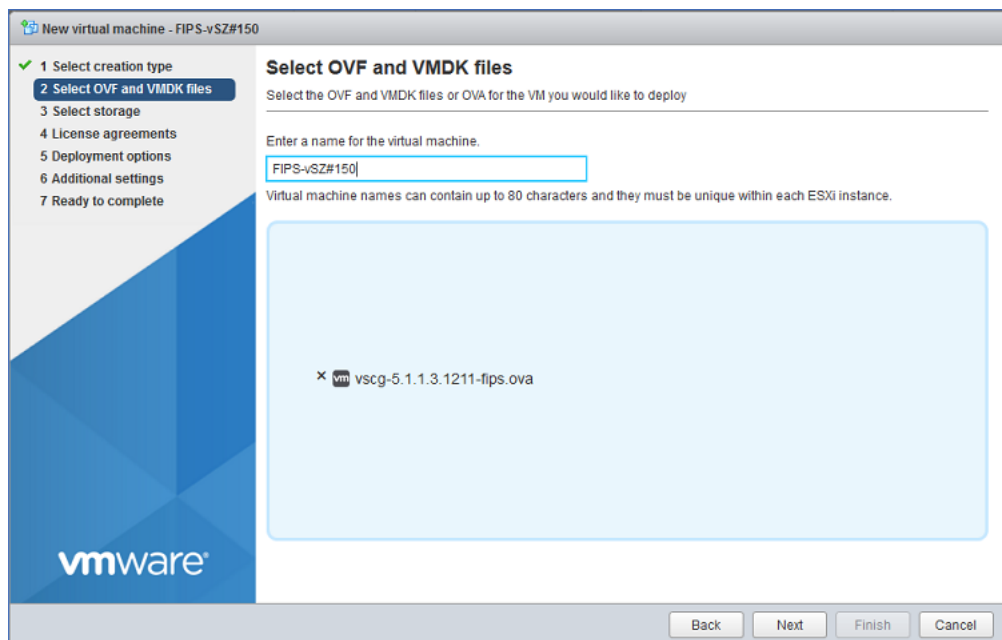 New virtual machine - FIPS-vSZ#150
1 Select creation type
2 Select OVF and VMDK files
3 Select storage
4 License agreements
5 Deployment options
6 Additional settings
7 Ready to complete
vmware®
Select OVF and VMDK files
Select the OVF and VMDK files or OVA for the VM you would like to deploy
Enter a name for the virtual machine.
FIPS-vSZ#150
Virtual machine names can contain up to 80 characters and they must be unique within each ESXi instance.
vm vscg-5.1.1.3.1211-fips.ova
Back Next Finish Cancel